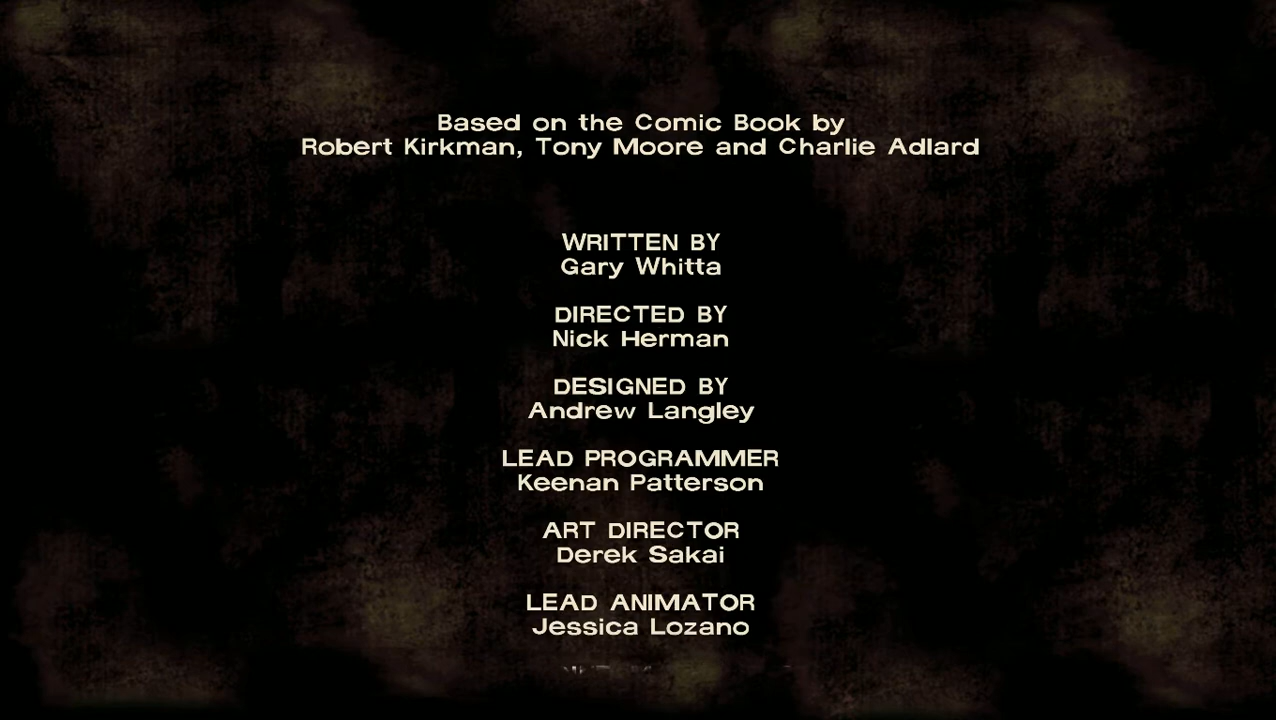 Based on the Comic Book by
Robert Kirkman, Tony Moore and Charlie Adlard
WRITTEN BY
Gary Whitta
DIRECTED BY
Nick Herman
DESIGNED BY
Andrew Langley
LEAD PROGRAMMER
Keenan Patterson
ART DIRECTOR
Derek Sakai
LEAD ANIMATOR
Jessica Lozano